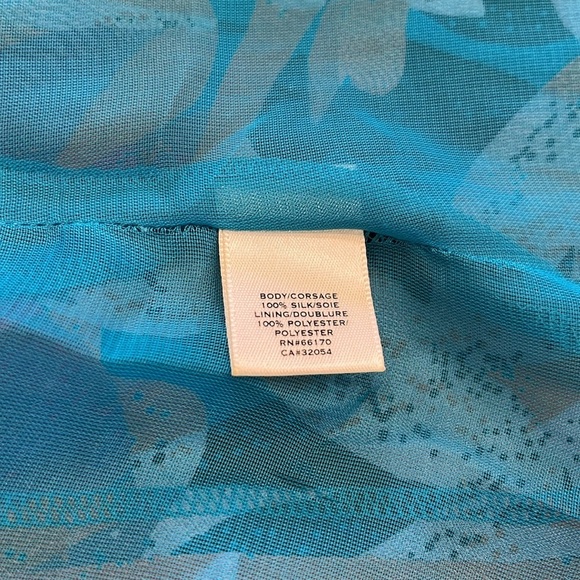 BODY/CORSAGE
100% SILK/SOIE
LINING/DOUBLURE
100% POLYESTER/
POLYESTER
RN#66170
CA#32054